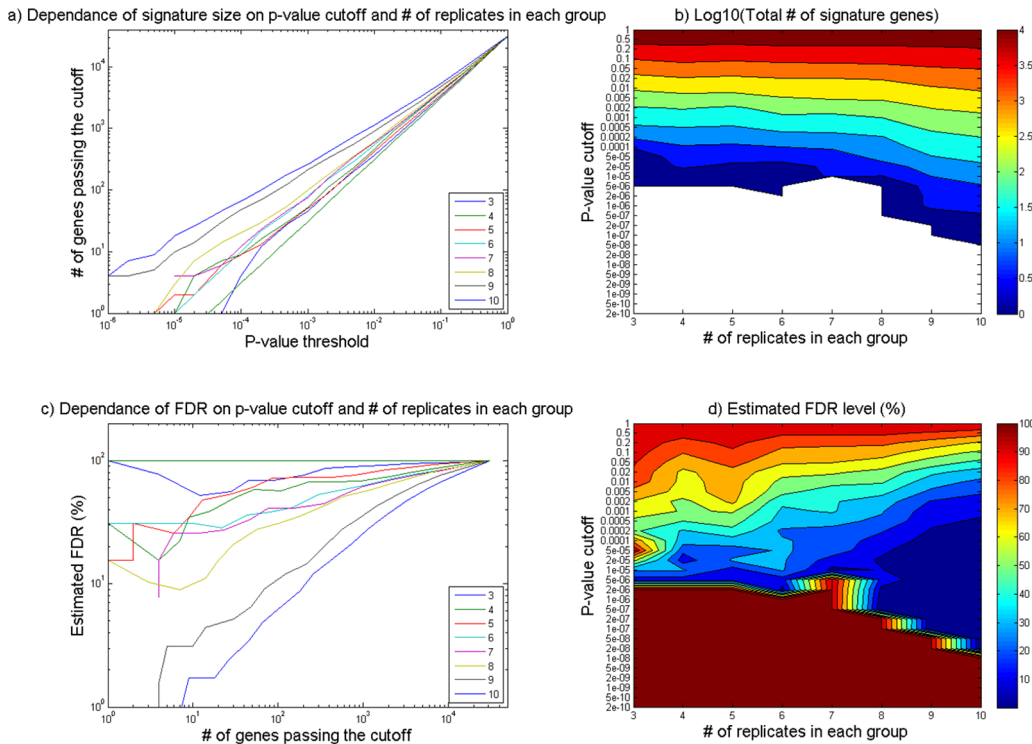 a) Dependance of signature size on p-value cutoff and # of replicates in each group
10^4
10^3
10^2
10^1
10^0
# of genes passing the cutoff
10^-6 10^-5 10^-4 10^-3 10^-2 10^-1 10^0
P-value threshold
3
4
5
6
7
8
9
10
b) Log10(Total # of signature genes)
1
0.5
0.2
0.1
0.05
0.02
0.01
0.005
0.002
0.001
0.0005
0.0002
0.0001
5e-05
2e-05
1e-05
5e-06
2e-06
1e-06
5e-07
2e-07
1e-07
5e-08
2e-08
1e-08
5e-09
2e-09
1e-09
5e-10
2e-10
P-value cutoff
3 4 5 6 7 8 9 10
# of replicates in each group
4
3.5
3
2.5
2
1.5
1
0.5
0
c) Dependance of FDR on p-value cutoff and # of replicates in each group
10^2
10^1
10^0
Estimated FDR (%)
10^0 10^1 10^2 10^3 10^4
# of genes passing the cutoff
3
4
5
6
7
8
9
10
d) Estimated FDR level (%)
1
0.5
0.2
0.1
0.05
0.02
0.01
0.005
0.002
0.001
0.0005
0.0002
0.0001
5e-05
2e-05
1e-05
5e-06
2e-06
1e-06
5e-07
2e-07
1e-07
5e-08
2e-08
1e-08
5e-09
2e-09
1e-09
5e-10
2e-10
P-value cutoff
3 4 5 6 7 8 9 10
# of replicates in each group
100
90
80
70
60
50
40
30
20
10